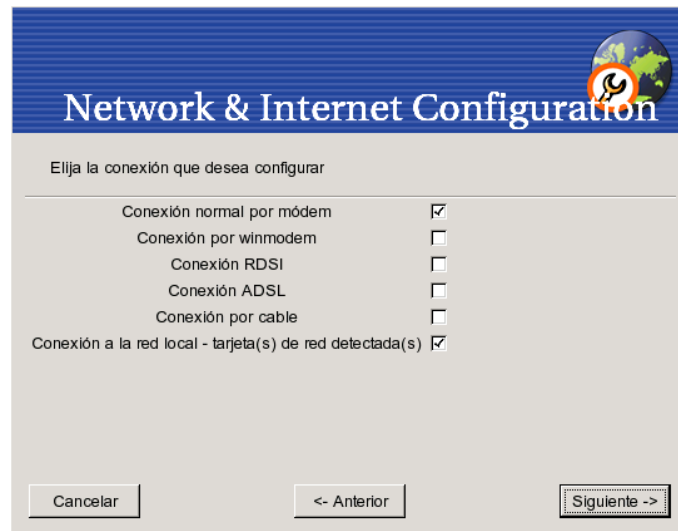 Network & Internet Configuration
Elija la conexión que desea configurar
Conexión normal por módem
Conexión por winmodem
Conexión RDSI
Conexión ADSL
Conexión por cable
Conexión a la red local - tarjeta(s) de red detectada(s)
Cancelar <- Anterior Siguiente ->